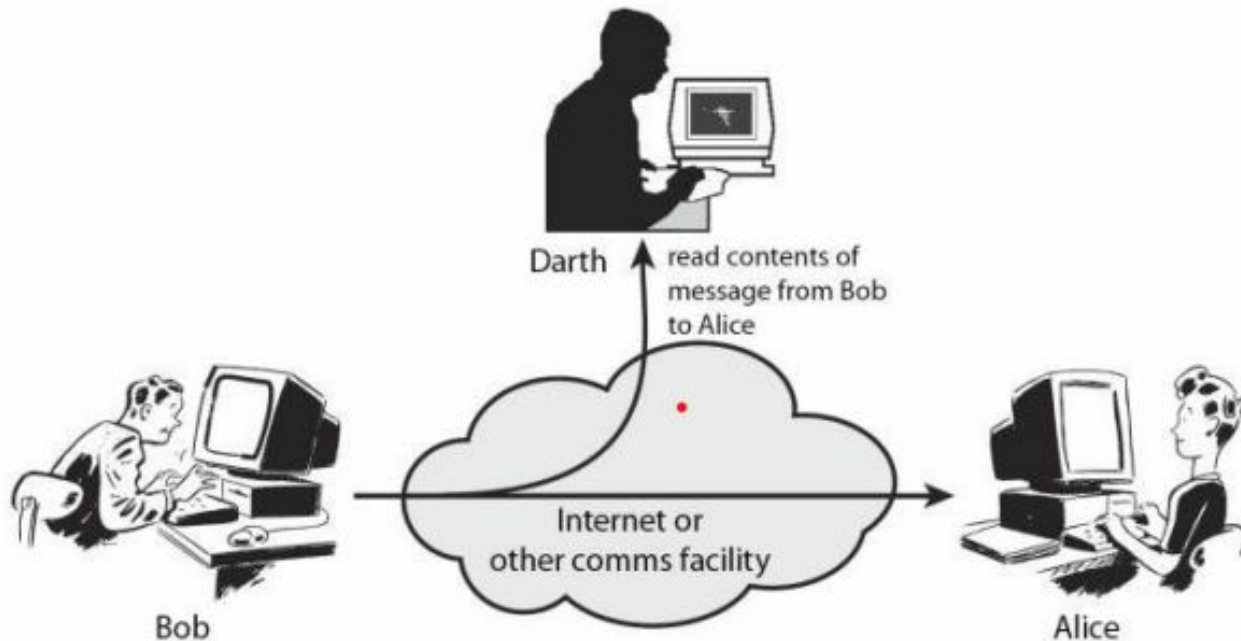 Darth
read contents of
message from Bob
to Alice
Internet or
other comms facility
Bob
Alice